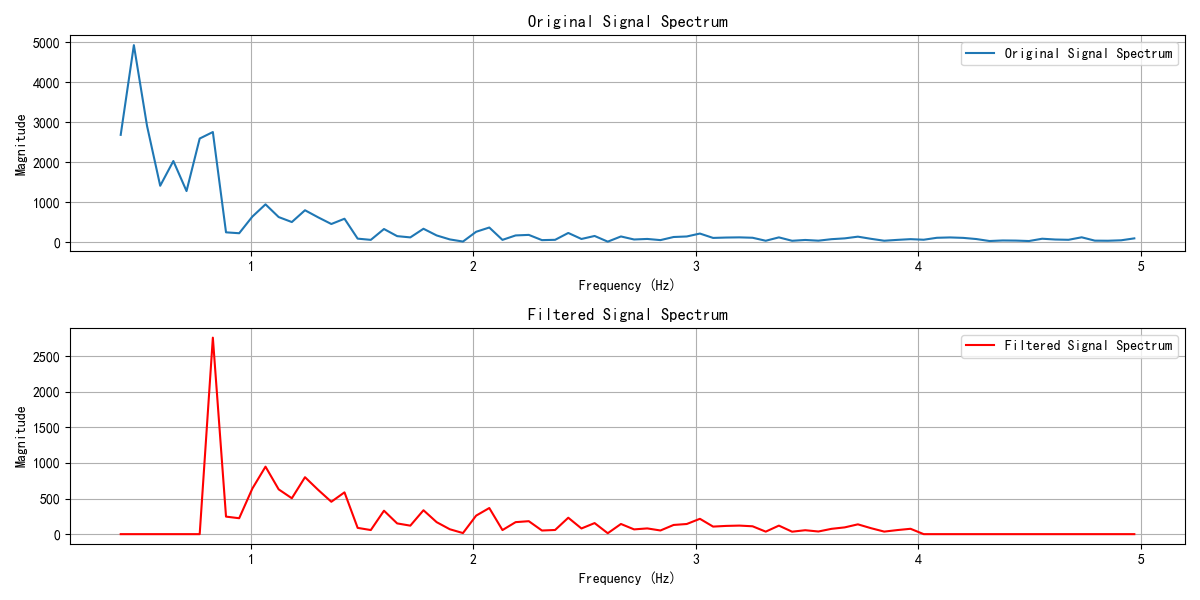 Original Signal Spectrum
5000
4000
3000
2000
1000
0
Magnitude
Original Signal Spectrum
1 2 3 4 5
Frequency (Hz)
Filtered Signal Spectrum
2500
2000
1500
1000
500
0
Magnitude
Filtered Signal Spectrum
1 2 3 4 5
Frequency (Hz)